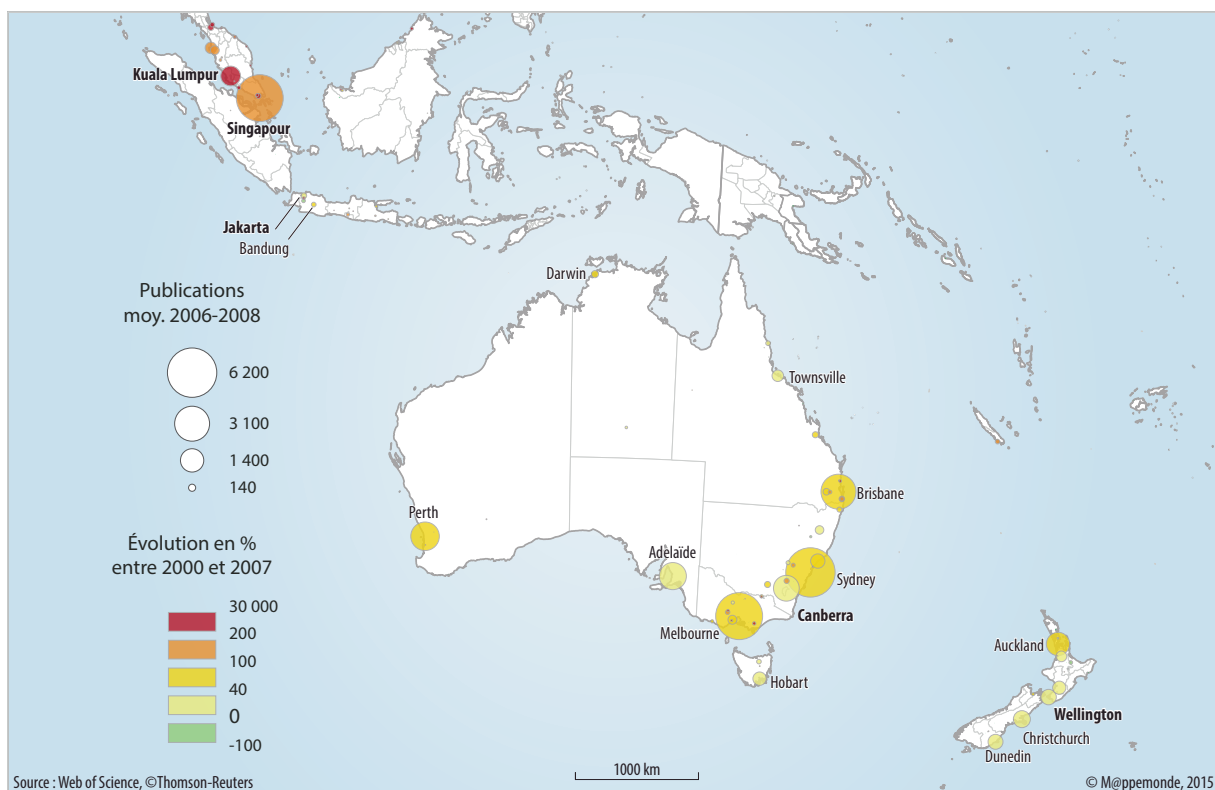 Kuala Lumpur
Singapour
Jakarta
Bandung
Darwin
Publications
moy. 2006-2008
6 200
3 100
1 400
140
Townsville
Brisbane
Perth
Adelaïde
Sydney
Canberra
Melbourne
Hobart
Évolution en %
entre 2000 et 2007
30 000
200
100
40
0
-100
Auckland
Wellington
Christchurch
Dunedin
1000 km
Source : Web of Science, ©Thomson-Reuters
© M@ppemonde, 2015